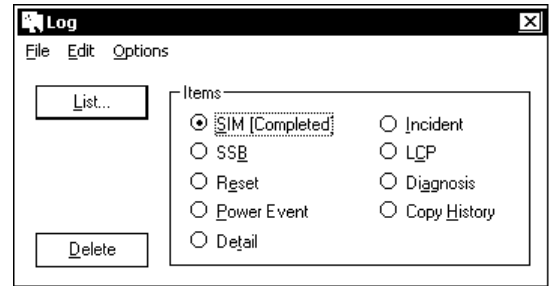 Log
File Edit Options
List...
Items
SIM (Completed)
Incident
SSB
LCP
Reset
Diagnosis
Power Event
Copy History
Detail
Delete